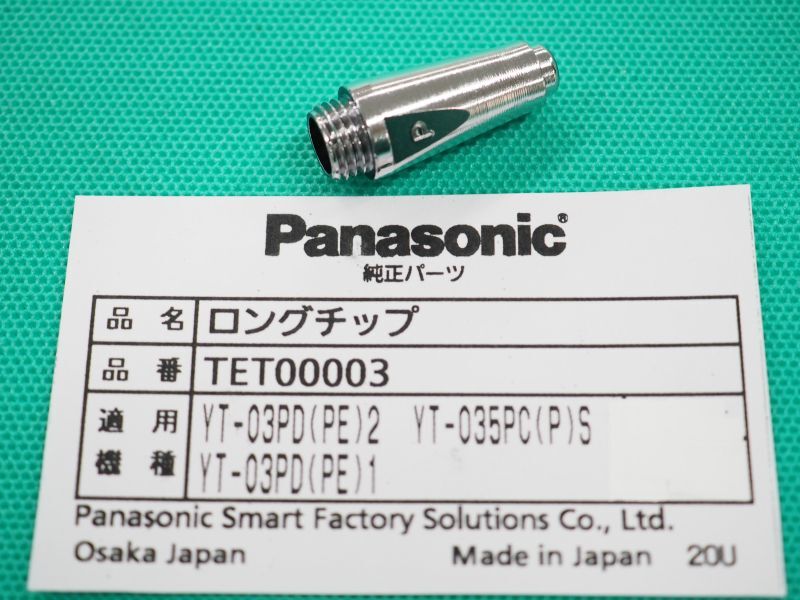 P
Panasonic®
純正パーツ
品名 ロングチップ
品番 TET00003
適用 YT-03PD(PE)2 YT-035PC(P)S
機種 YT-03PD(PE)1
Panasonic Smart Factory Solutions Co., Ltd.
Osaka Japan Made in Japan 20U